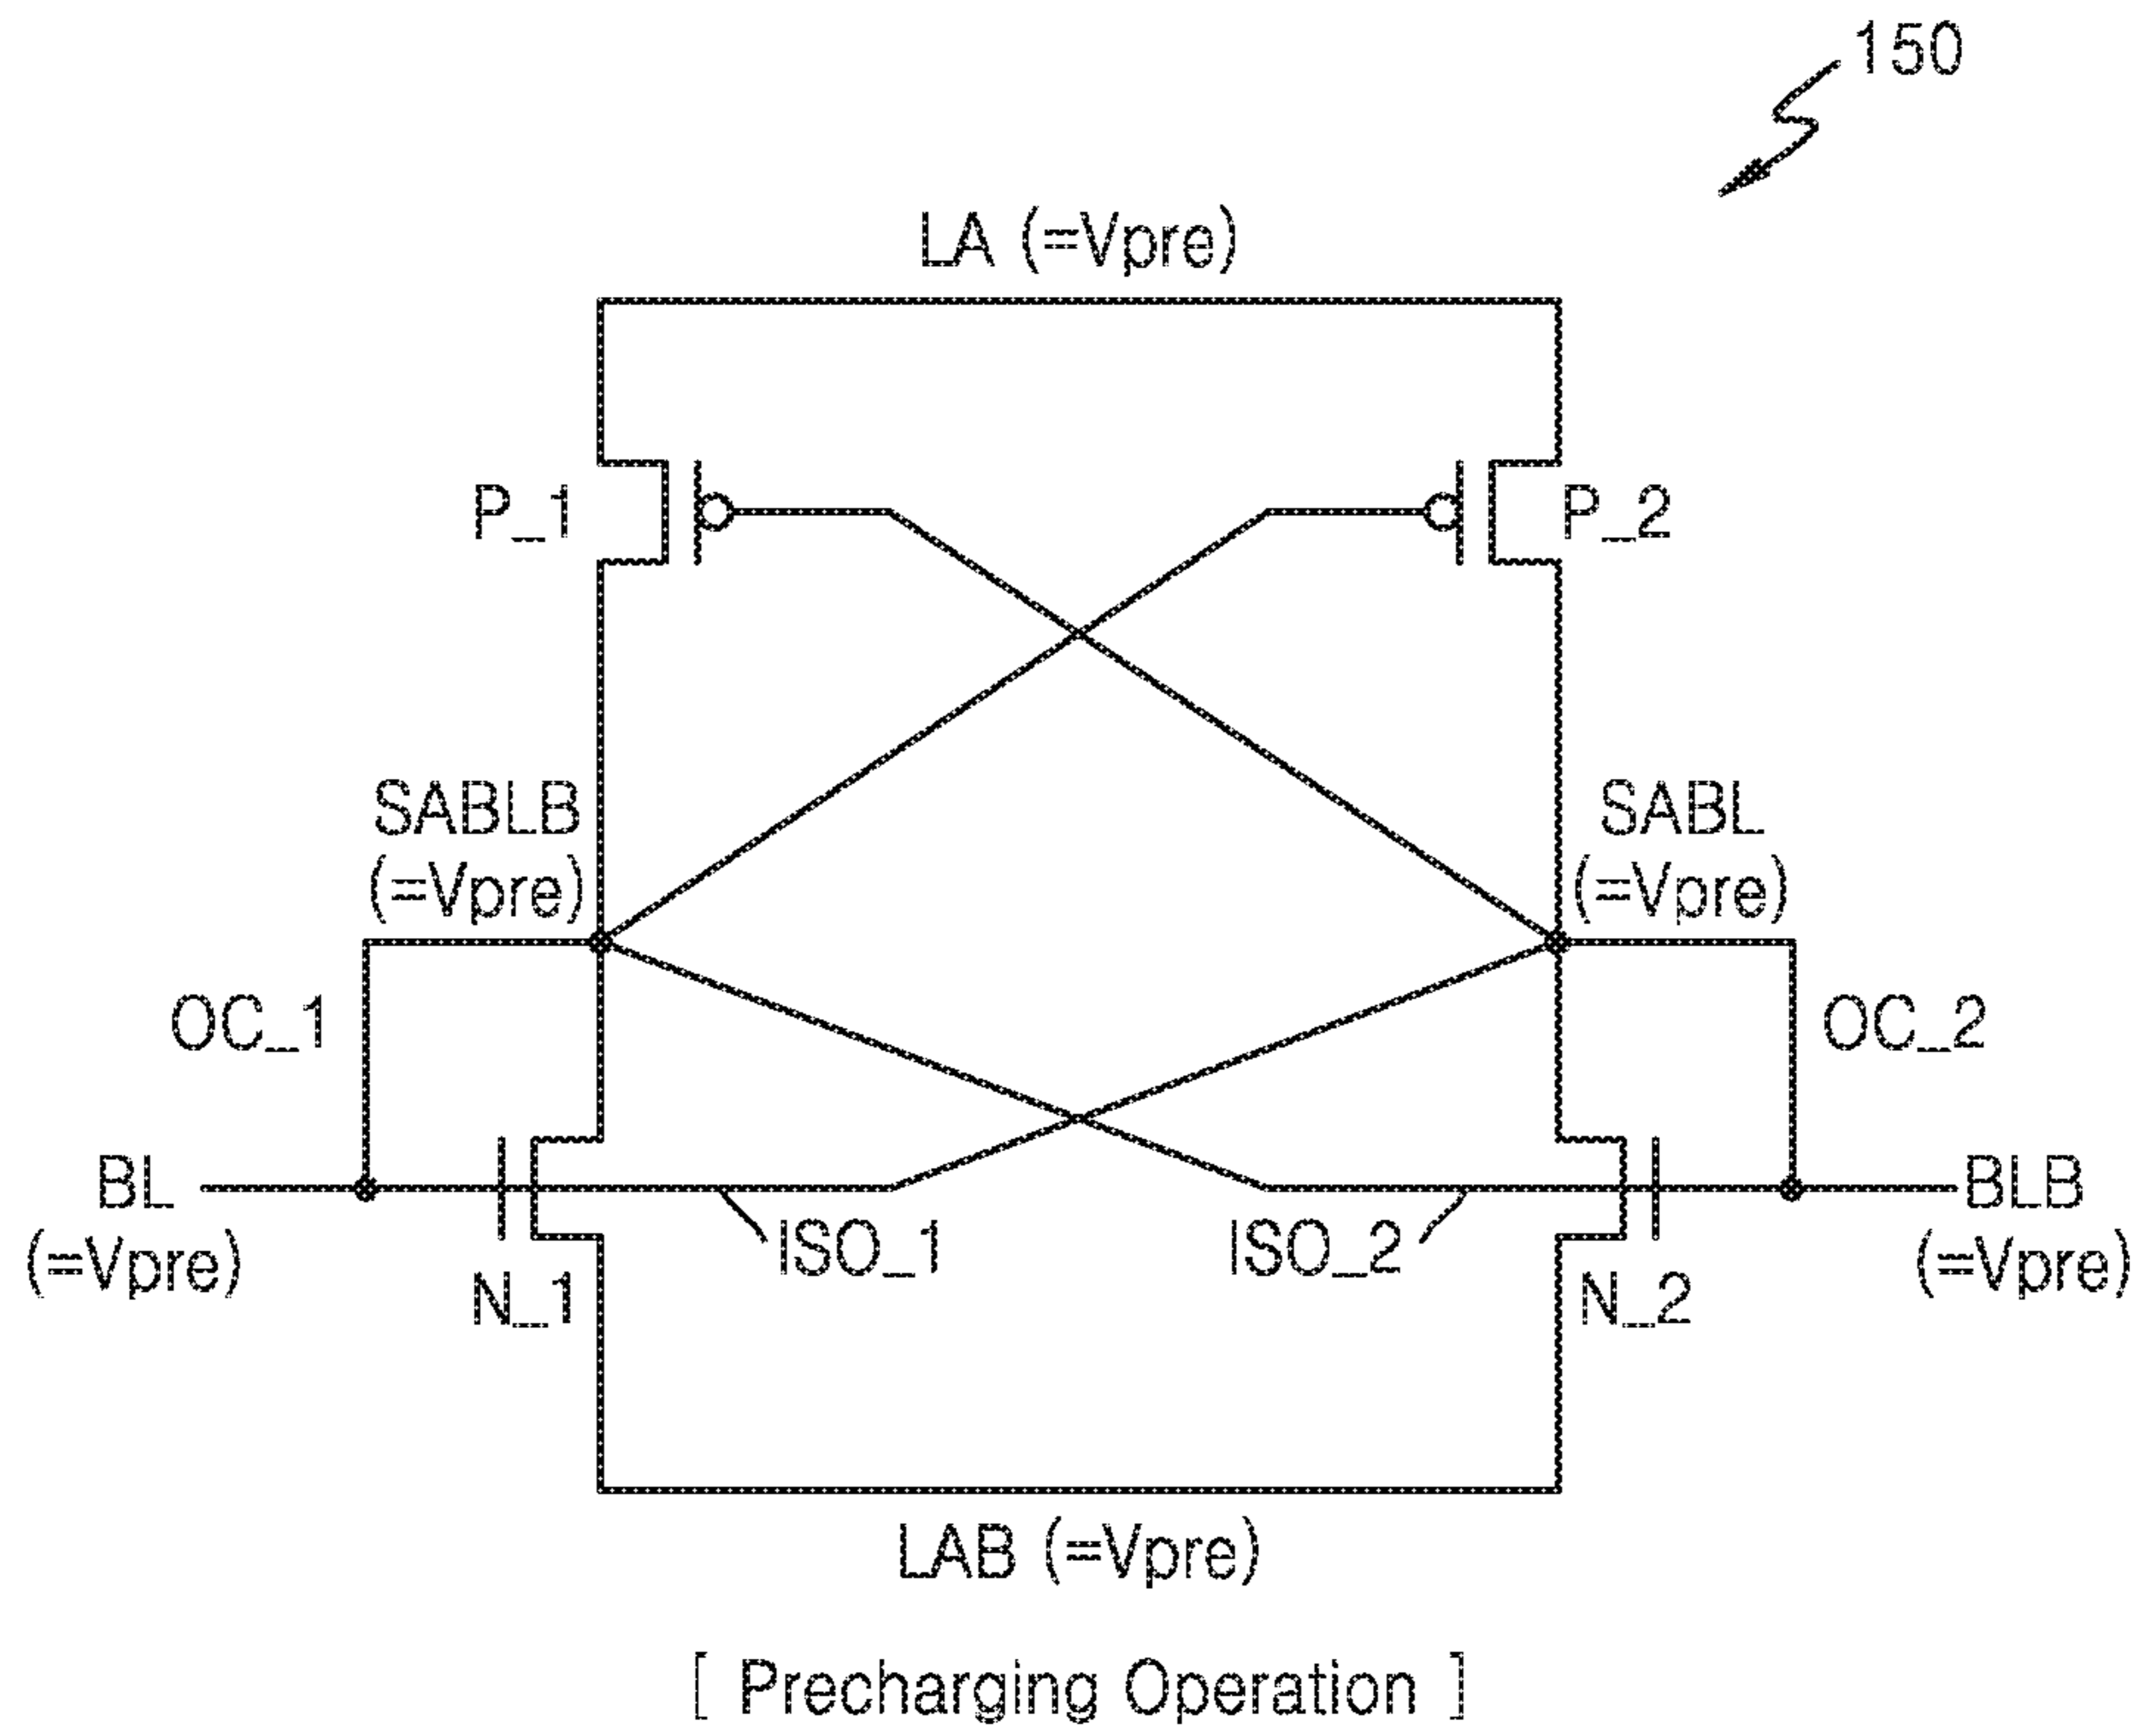 150
LA (=Vpre)
P_1
P_2
SABLB
(=Vpre)
SABL
(=Vpre)
OC_1
OC_2
BL
(=Vpre)
BLB
(=Vpre)
ISO_1
ISO_2
N_1
N_2
LAB (=Vpre)
[ Precharging Operation ]